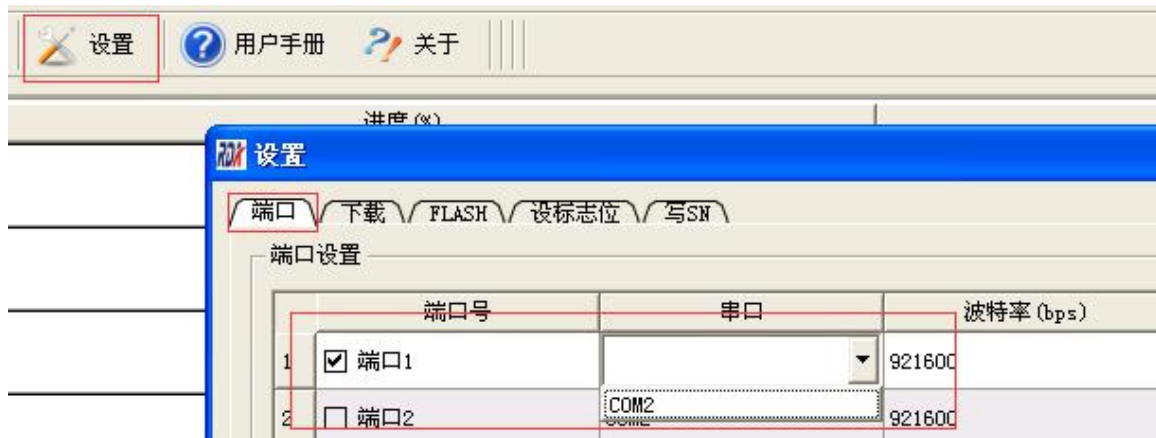 设置 用户手册 关于
进度(%)
RDA 设置
端口 下载 FLASH 设标志位 写SN
端口设置
端口号 串口 波特率(bps)
1 端口1 921600
COM2
2 端口2 COM2 921600